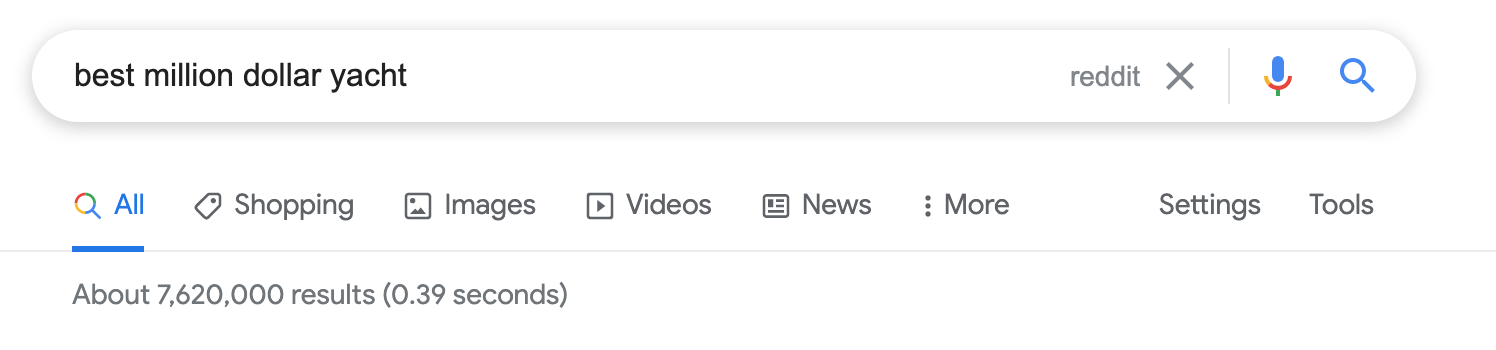 best million dollar yacht reddit
All Shopping Images Videos News More Settings Tools
About 7,620,000 results (0.39 seconds)